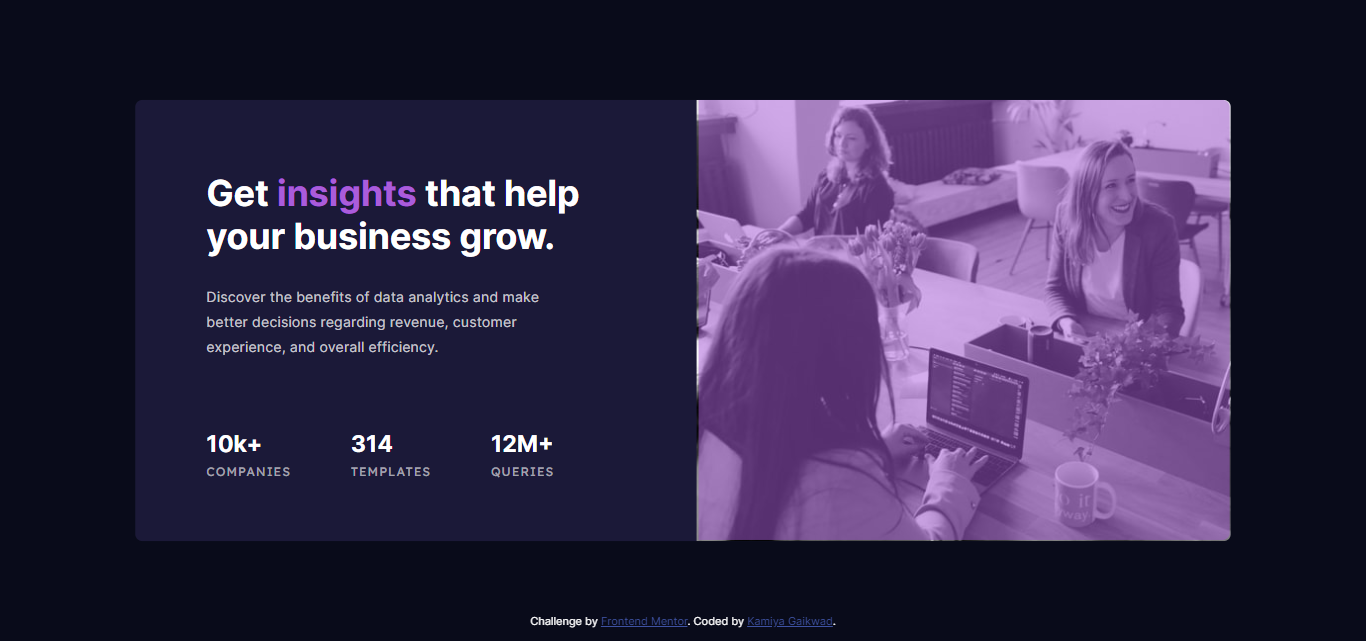 Get insights that help
your business grow.
Discover the benefits of data analytics and make
better decisions regarding revenue, customer
experience, and overall efficiency.
10k+ 314 12M+
COMPANIES TEMPLATES QUERIES
Challenge by Frontend Mentor. Coded by Kamiya Gaikwad.